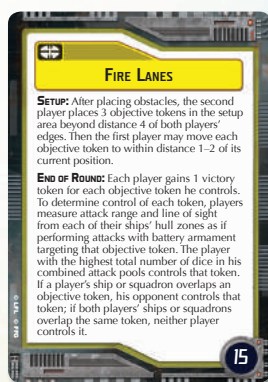 FIRE LANES
SETUP: After placing obstacles, the second
player places 3 objective tokens in the setup
area beyond distance 4 of both players'
edges. Then the first player may move each
objective token to within distance 1–2 of its
current position.
END OF ROUND: Each player gains 1 victory
token for each objective token he controls.
To determine control of each token, players
measure attack range and line of sight
from each of their ships' hull zones as if
performing attacks with battery armament
targeting that objective token. The player
with the highest total number of dice in his
combined attack pools controls that token.
If a player's ship or squadron overlaps an
objective token, his opponent controls that
token; if both players' ships or squadrons
overlap the same token, neither player
controls it.
© LFL © FFG
15